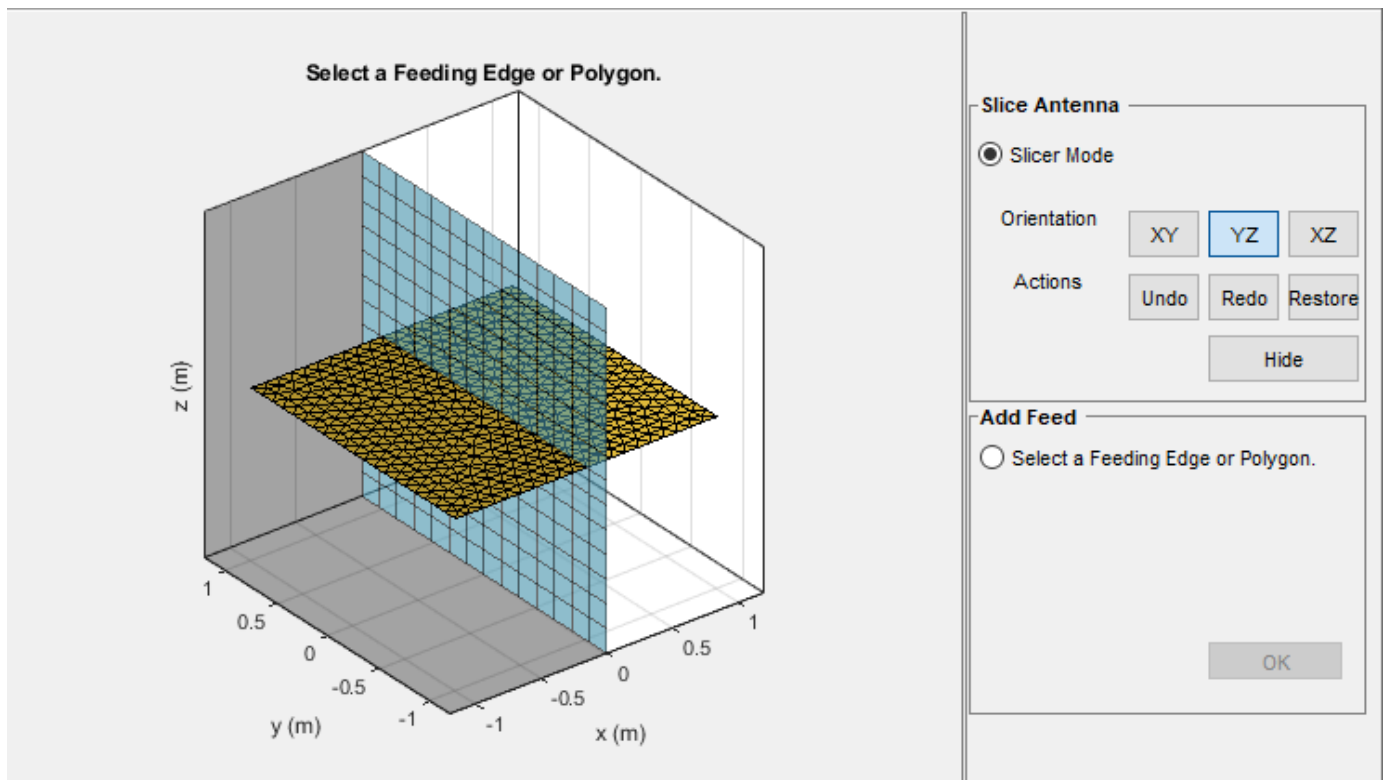 Select a Feeding Edge or Polygon.
z (m)
1
0.5
0
-0.5
-1
y (m)
-1
-0.5
0
0.5
1
x (m)
Slice Antenna
Slicer Mode
Orientation
XY YZ XZ
Actions
Undo Redo Restore
Hide
Add Feed
Select a Feeding Edge or Polygon.
OK